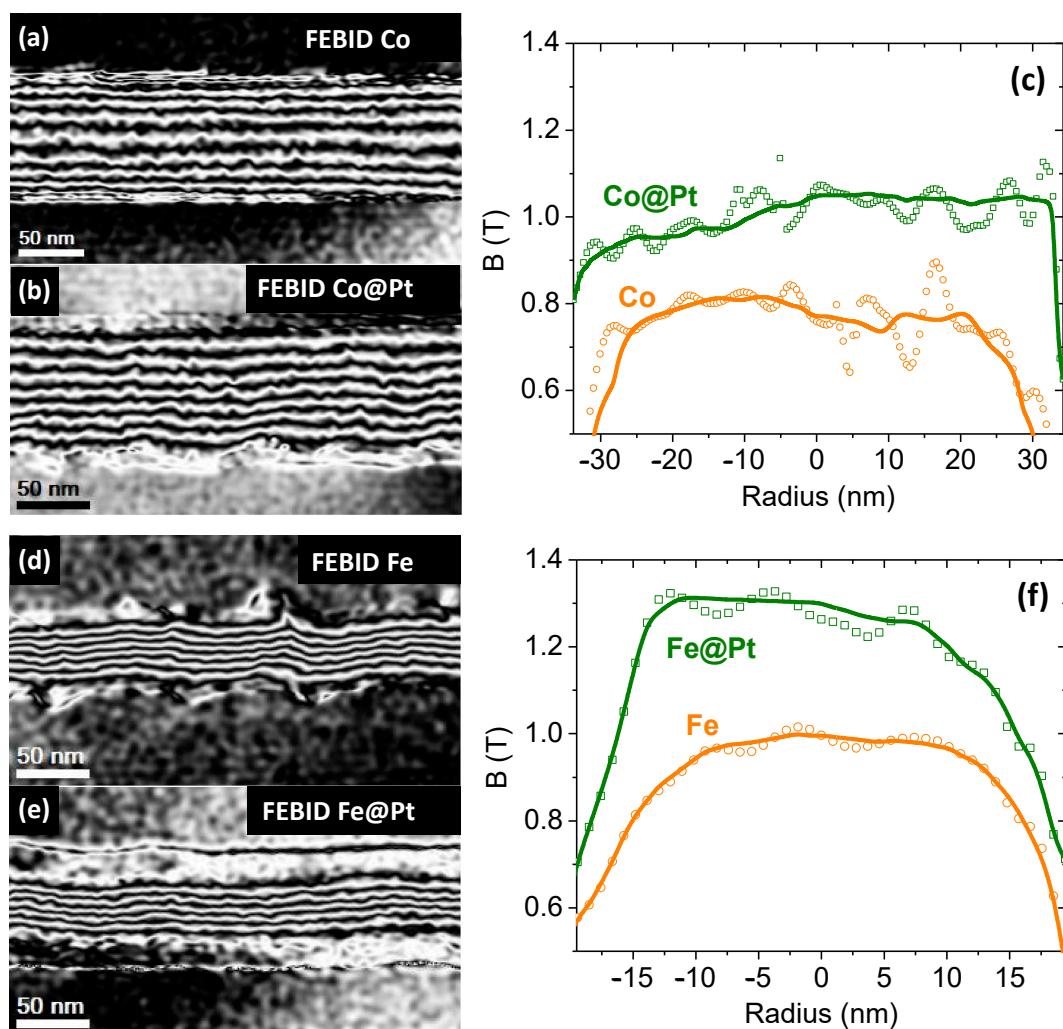 (a) FEBID Co
50 nm
(b) FEBID Co@Pt
50 nm
(c)
1.4
1.2
1.0
0.8
0.6
B (T)
Co@Pt
Co
-30 -20 -10 0 10 20 30
Radius (nm)
(d) FEBID Fe
50 nm
(e) FEBID Fe@Pt
50 nm
(f)
1.4
1.2
1.0
0.8
0.6
B (T)
Fe@Pt
Fe
-15 -10 -5 0 5 10 15
Radius (nm)